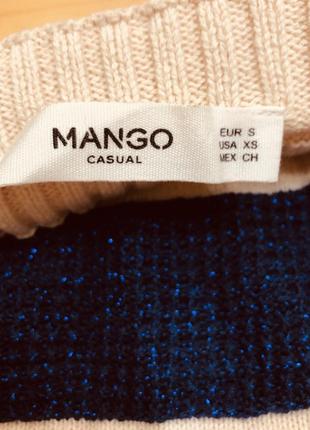 MANGO
CASUAL
EUR S
USA XS
MEX CH